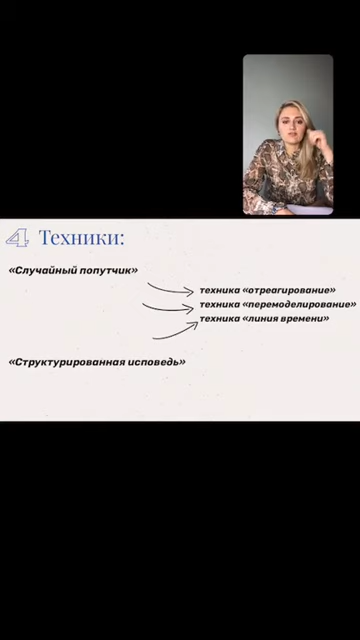 4 Техники:
«Случайный попутчик»
техника «отреагирование»
техника «перемоделирование»
техника «линия времени»
«Структурированная исповедь»